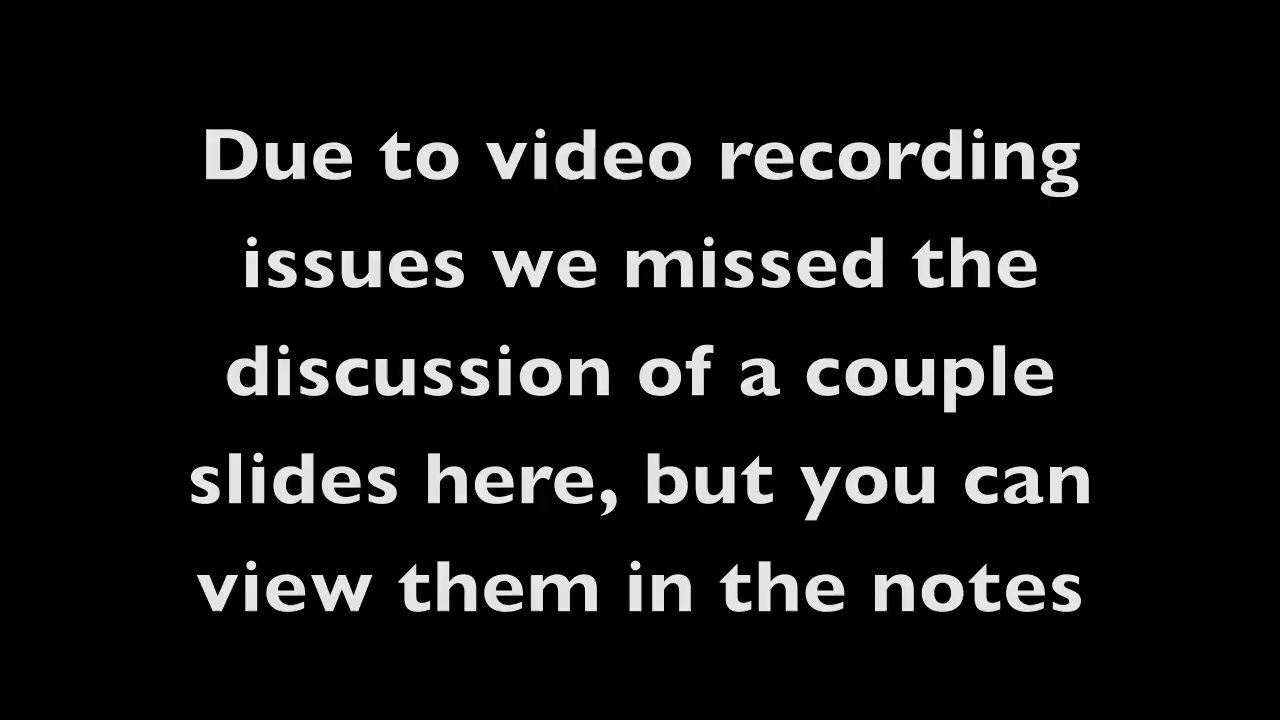 Due to video recording
issues we missed the
discussion of a couple
slides here, but you can
view them in the notes